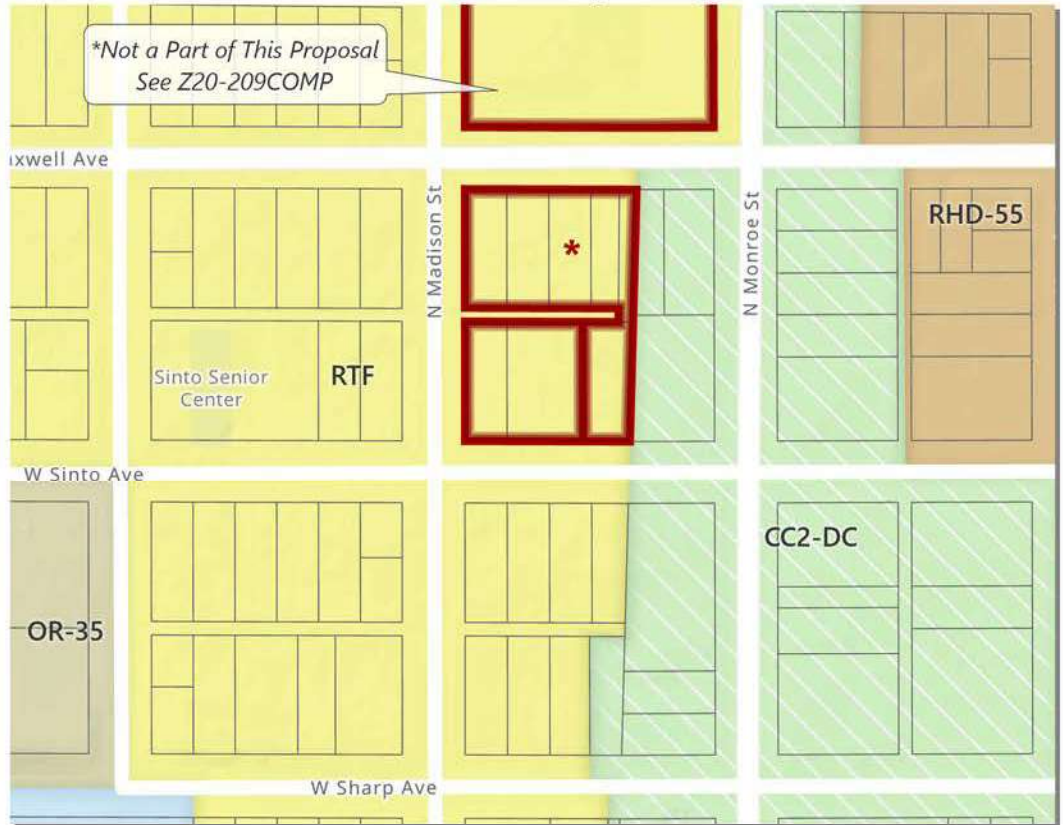 *Not a Part of This Proposal
See Z20-209COMP
axwell Ave
N Madison St
N Monroe St
RHD-55
*
Sinto Senior
Center
RTF
W Sinto Ave
CC2-DC
OR-35
W Sharp Ave